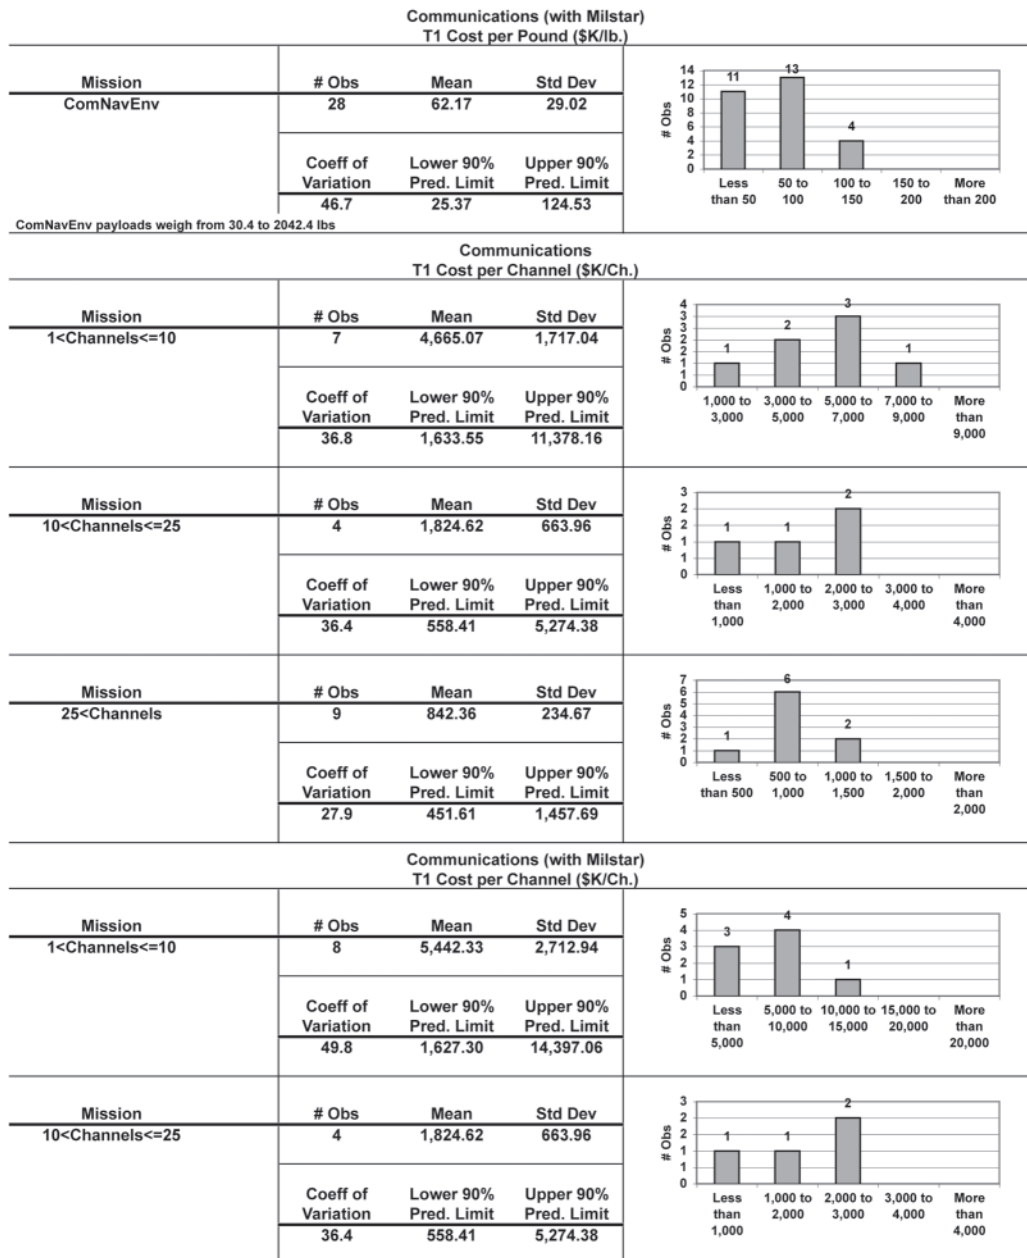 Communications (with Milstar)
T1 Cost per Pound ($K/lb.)
Mission # Obs Mean Std Dev
ComNavEnv 28 62.17 29.02
Coeff of Lower 90% Upper 90%
Variation Pred. Limit Pred. Limit
46.7 25.37 124.53
ComNavEnv payloads weigh from 30.4 to 2042.4 lbs
# Obs
14
12
10
8
6
4
2
0
11 13 4
Less 50 to 100 to 150 to More
than 50 100 150 200 than 200
Communications
T1 Cost per Channel ($K/Ch.)
Mission # Obs Mean Std Dev
1<Channels<=10 7 4,665.07 1,717.04
Coeff of Lower 90% Upper 90%
Variation Pred. Limit Pred. Limit
36.8 1,633.55 11,378.16
# Obs
4
3
3
2
2
1
1
0
1 2 3 1
1,000 to 3,000 to 5,000 to 7,000 to More
3,000 5,000 7,000 9,000 than
9,000
Mission # Obs Mean Std Dev
10<Channels<=25 4 1,824.62 663.96
Coeff of Lower 90% Upper 90%
Variation Pred. Limit Pred. Limit
36.4 558.41 5,274.38
# Obs
3
2
2
1
1
0
1 1 2
Less 1,000 to 2,000 to 3,000 to More
than 2,000 3,000 4,000 than
1,000 4,000
Mission # Obs Mean Std Dev
25<Channels 9 842.36 234.67
Coeff of Lower 90% Upper 90%
Variation Pred. Limit Pred. Limit
27.9 451.61 1,457.69
# Obs
7
6
5
4
3
2
1
0
1 6 2
Less 500 to 1,000 to 1,500 to More
than 500 1,000 1,500 2,000 than
2,000
Communications (with Milstar)
T1 Cost per Channel ($K/Ch.)
Mission # Obs Mean Std Dev
1<Channels<=10 8 5,442.33 2,712.94
Coeff of Lower 90% Upper 90%
Variation Pred. Limit Pred. Limit
49.8 1,627.30 14,397.06
# Obs
5
4
3
2
1
0
3 4 1
Less 5,000 to 10,000 to 15,000 to More
than 10,000 15,000 20,000 than
5,000 20,000
Mission # Obs Mean Std Dev
10<Channels<=25 4 1,824.62 663.96
Coeff of Lower 90% Upper 90%
Variation Pred. Limit Pred. Limit
36.4 558.41 5,274.38
# Obs
3
2
2
1
1
0
1 1 2
Less 1,000 to 2,000 to 3,000 to More
than 2,000 3,000 4,000 than
1,000 4,000